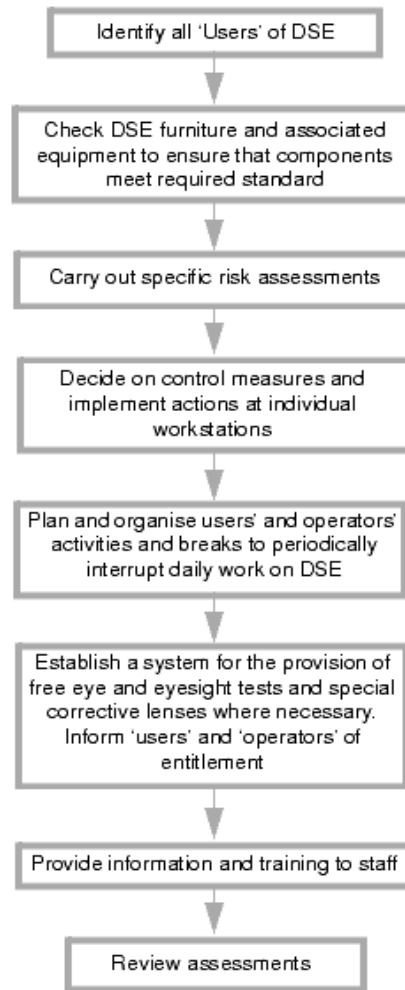 Identify all ‘Users’ of DSE
Check DSE furniture and associated
equipment to ensure that components
meet required standard
Carry out specific risk assessments
Decide on control measures and
implement actions at individual
workstations
Plan and organise users’ and operators’
activities and breaks to periodically
interrupt daily work on DSE
Establish a system for the provision of
free eye and eyesight tests and special
corrective lenses where necessary.
Inform ‘users’ and ‘operators’ of
entitlement
Provide information and training to staff
Review assessments